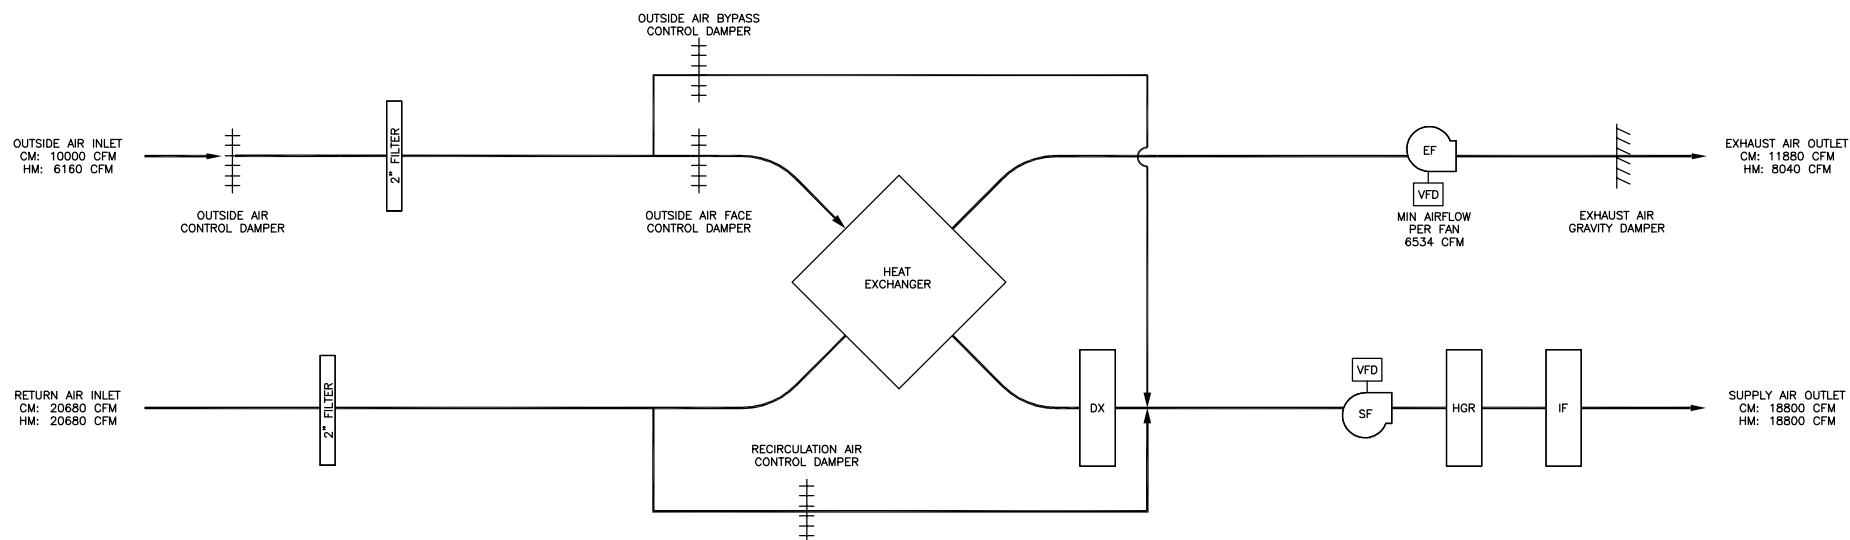 OUTSIDE AIR BYPASS
CONTROL DAMPER
OUTSIDE AIR INLET
CM: 10000 CFM
HM: 6160 CFM
OUTSIDE AIR
CONTROL DAMPER
2" FILTER
OUTSIDE AIR FACE
CONTROL DAMPER
HEAT
EXCHANGER
EF
VFD
MIN AIRFLOW
PER FAN
6534 CFM
EXHAUST AIR
GRAVITY DAMPER
EXHAUST AIR OUTLET
CM: 11880 CFM
HM: 8040 CFM
RETURN AIR INLET
CM: 20680 CFM
HM: 20680 CFM
2" FILTER
RECIRCULATION AIR
CONTROL DAMPER
DX
VFD
SF
HGR
IF
SUPPLY AIR OUTLET
CM: 18800 CFM
HM: 18800 CFM